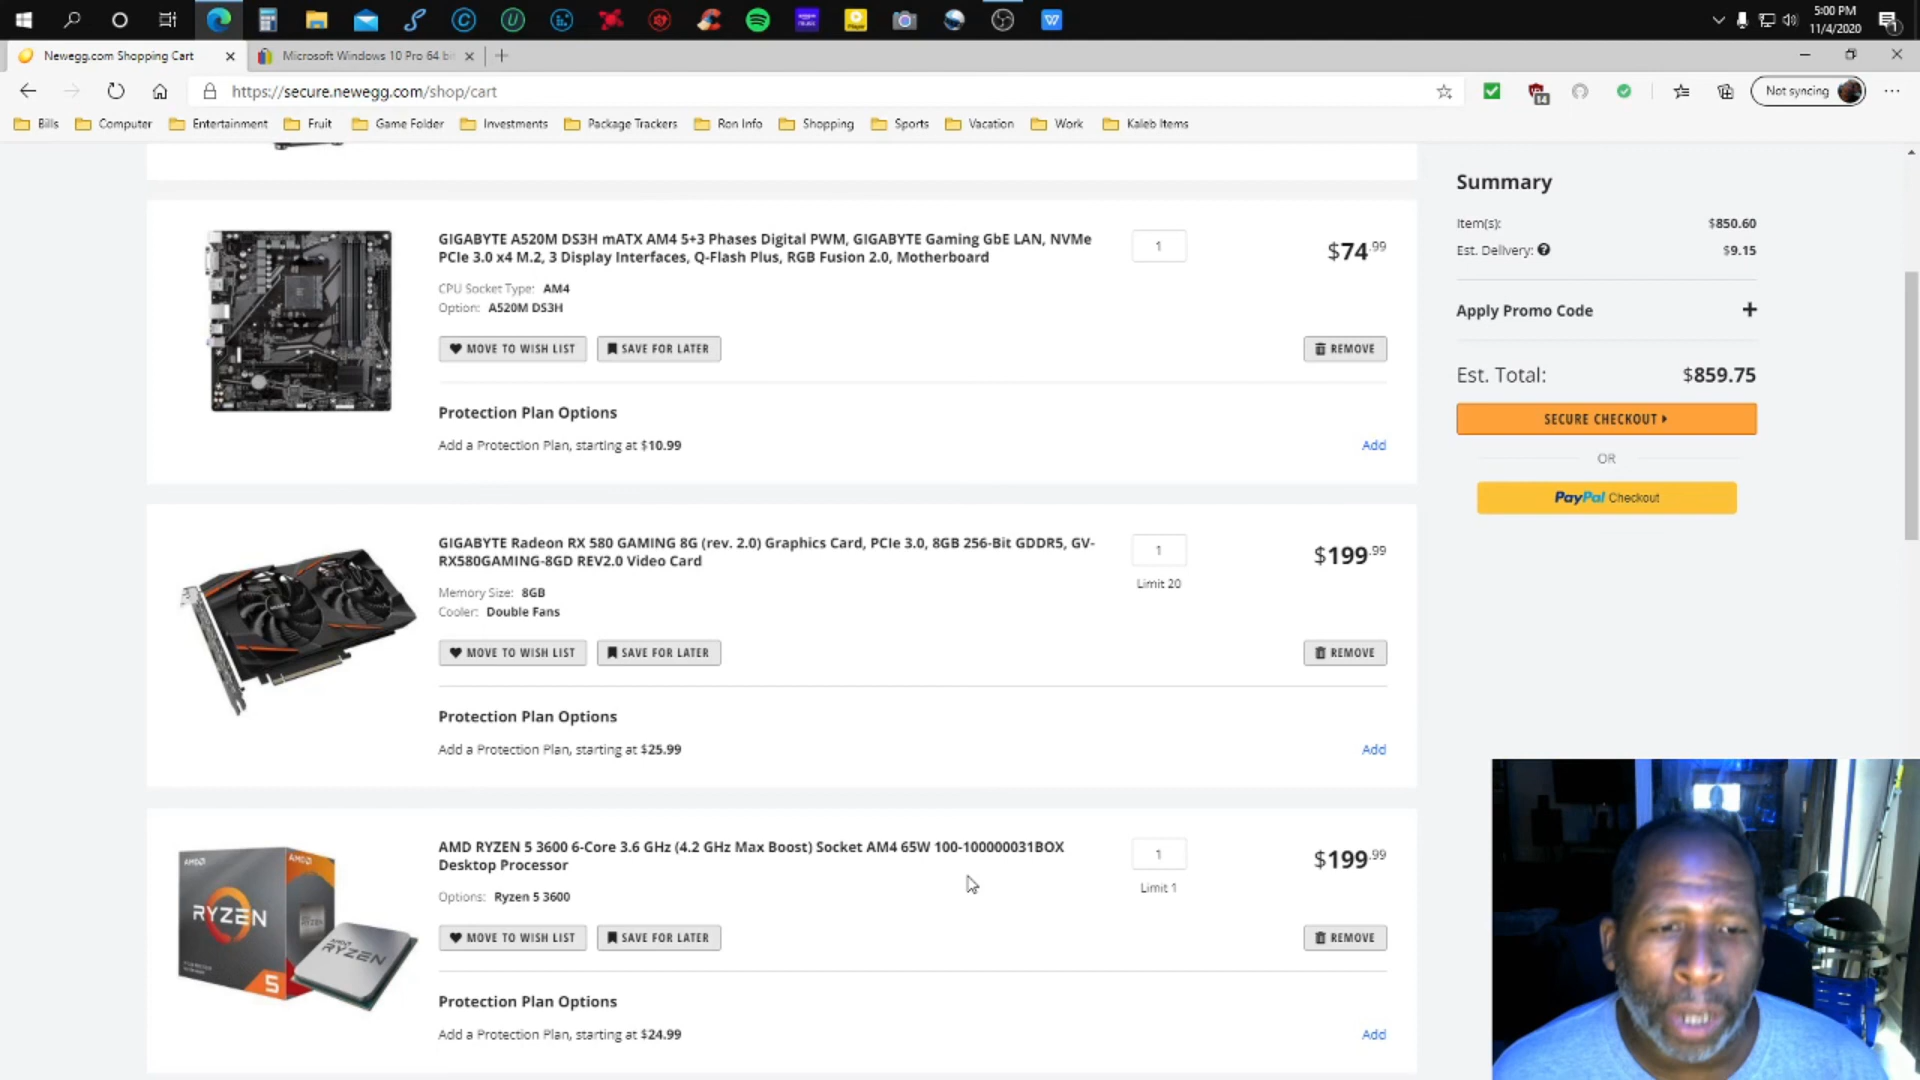 5:00 PM
11/4/2020
Newegg.com Shopping Cart
Microsoft Windows 10 Pro 64 bi
https://secure.newegg.com/shop/cart
Not syncing
Bills
Computer
Entertainment
Fruit
Game Folder
Investments
Package Trackers
Ron Info
Shopping
Sports
Vacation
Work
Kaleb Items
GIGABYTE A520M DS3H mATX AM4 5+3 Phases Digital PWM, GIGABYTE Gaming GbE LAN, NVMe
PCIe 3.0 x4 M.2, 3 Display Interfaces, Q-Flash Plus, RGB Fusion 2.0, Motherboard
1
$74.99
CPU Socket Type: AM4
Option: A520M DS3H
MOVE TO WISH LIST
SAVE FOR LATER
REMOVE
Protection Plan Options
Add a Protection Plan, starting at $10.99
Add
GIGABYTE Radeon RX 580 GAMING 8G (rev. 2.0) Graphics Card, PCIe 3.0, 8GB 256-Bit GDDR5, GV-
RX580GAMING-8GD REV2.0 Video Card
1
Limit 20
$199.99
Memory Size: 8GB
Cooler: Double Fans
MOVE TO WISH LIST
SAVE FOR LATER
REMOVE
Protection Plan Options
Add a Protection Plan, starting at $25.99
Add
AMD RYZEN 5 3600 6-Core 3.6 GHz (4.2 GHz Max Boost) Socket AM4 65W 100-100000031BOX
Desktop Processor
1
Limit 1
$199.99
Options: Ryzen 5 3600
MOVE TO WISH LIST
SAVE FOR LATER
REMOVE
Protection Plan Options
Add a Protection Plan, starting at $24.99
Add
AMD
AMD
RYZEN
5
AMD
RYZEN
Summary
Item(s): $850.60
Est. Delivery: $9.15
Apply Promo Code +
Est. Total: $859.75
SECURE CHECKOUT
OR
PayPal Checkout